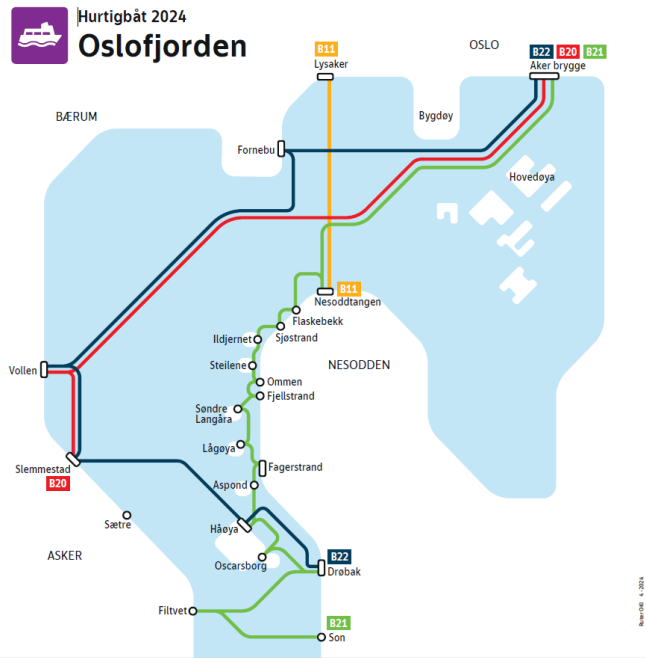 Hurtigbåt 2024
Oslofjorden
B11
Lysaker
OSLO
B22 B20 B21
Aker brygge
BÆRUM
Bygdøy
Fornebu
Hovedøya
B11
Nesoddtangen
Flaskebekk
Ildjernet
Sjøstrand
Steilene
NESODDEN
Vollen
Ommen
Fjellstrand
Søndre
Langåra
Lågøya
Fagerstrand
Slemmestad
B20
Aspond
Sætre
Håøya
ASKER
Oscarsborg
B22
Drøbak
Filtvet
B21
Son